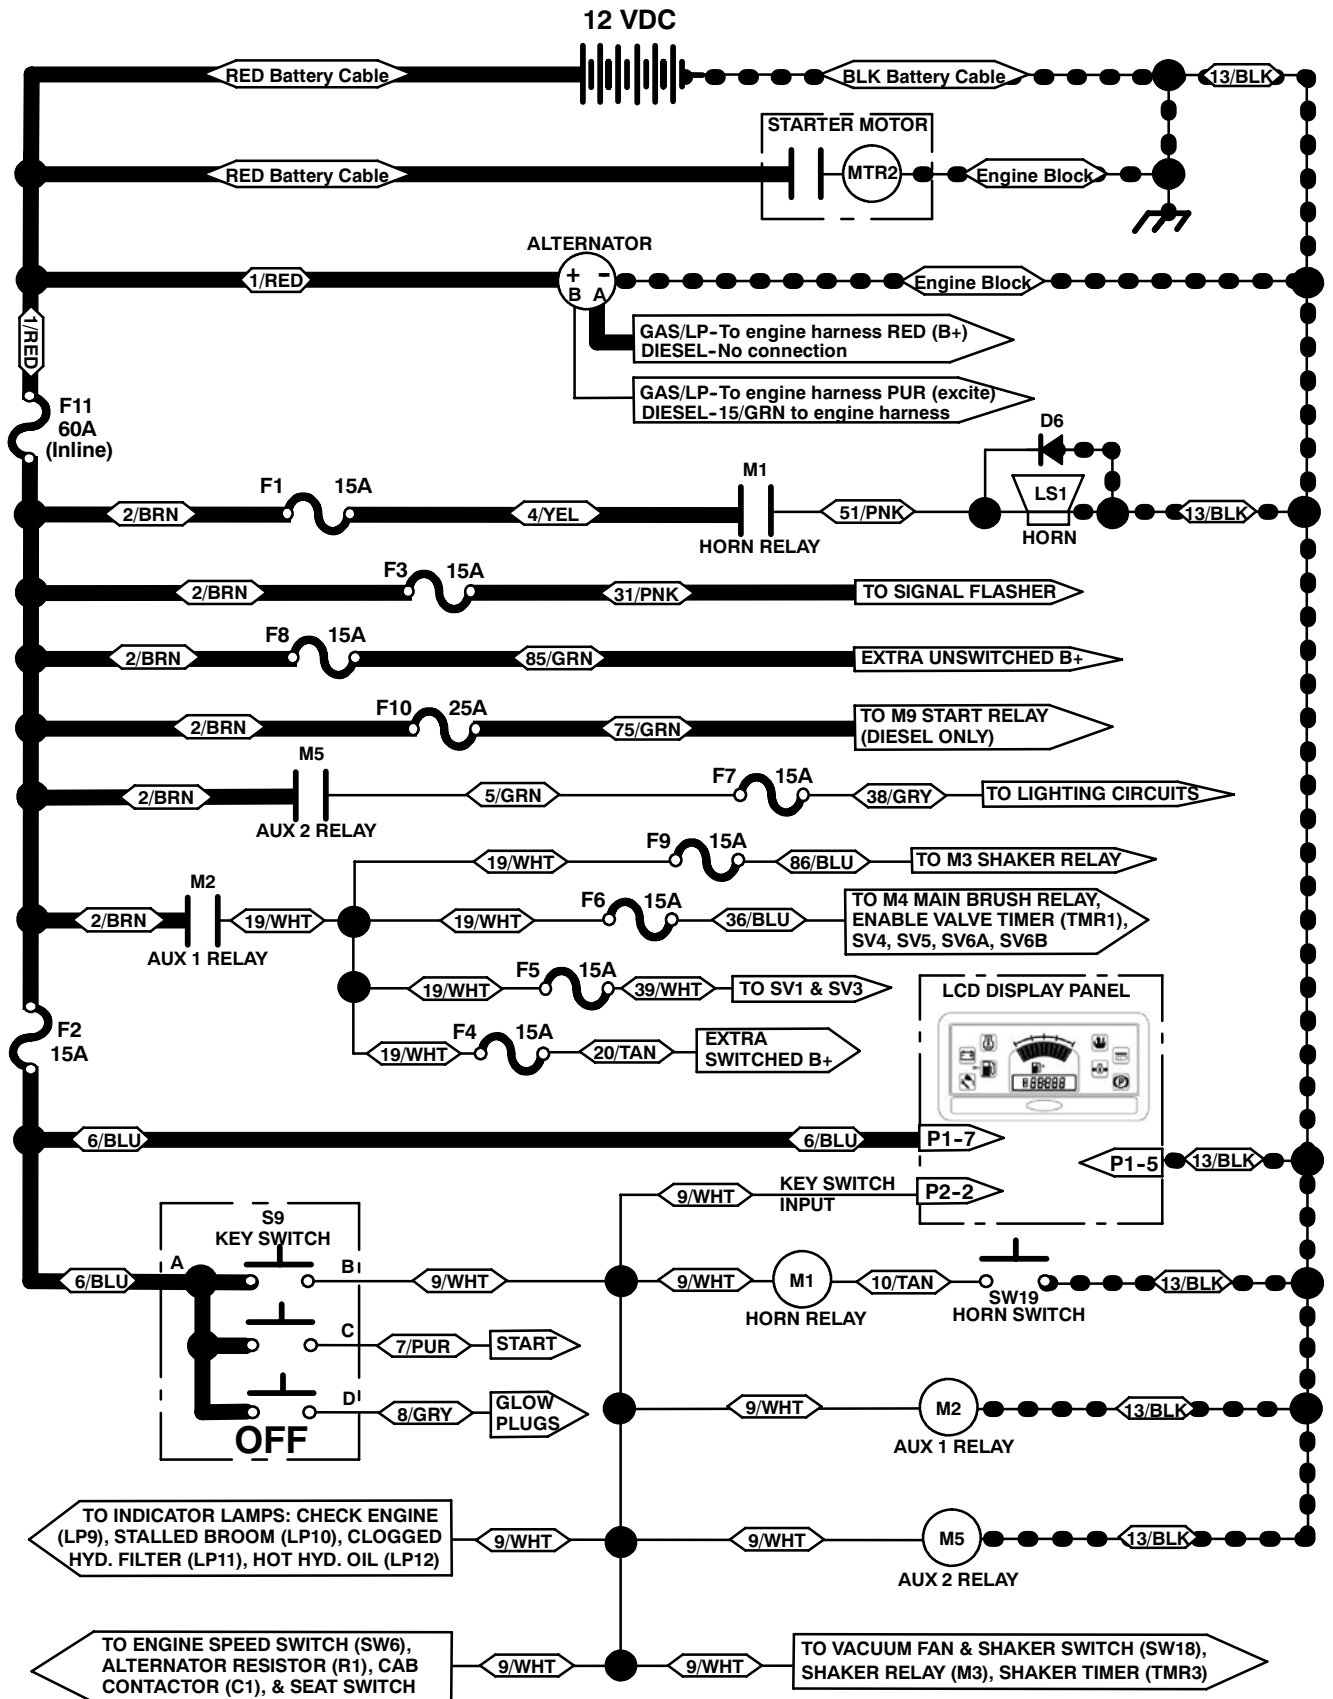 12 VDC
RED Battery Cable
BLK Battery Cable
13/BLK
STARTER MOTOR
RED Battery Cable
MTR2
Engine Block
ALTERNATOR
1/RED
+ -
B A
Engine Block
1/RED
GAS/LP-To engine harness RED (B+)
DIESEL-No connection
GAS/LP-To engine harness PUR (excite)
DIESEL-15/GRN to engine harness
F11
60A
(Inline)
D6
M1
F1 15A
LS1
2/BRN
4/YEL
51/PNK
13/BLK
HORN RELAY
HORN
F3 15A
2/BRN
31/PNK
TO SIGNAL FLASHER
F8 15A
2/BRN
85/GRN
EXTRA UNSWITCHED B+
F10 25A
2/BRN
75/GRN
TO M9 START RELAY
(DIESEL ONLY)
M5
F7 15A
2/BRN
5/GRN
38/GRY
TO LIGHTING CIRCUITS
AUX 2 RELAY
F9 15A
19/WHT
86/BLU
TO M3 SHAKER RELAY
M2
F6 15A
2/BRN
19/WHT
19/WHT
36/BLU
TO M4 MAIN BRUSH RELAY,
ENABLE VALVE TIMER (TMR1),
SV4, SV5, SV6A, SV6B
AUX 1 RELAY
F5 15A
19/WHT
39/WHT
TO SV1 & SV3
LCD DISPLAY PANEL
F2
15A
F4 15A
19/WHT
20/TAN
EXTRA
SWITCHED B+
6/BLU
6/BLU
P1-7
P1-5
13/BLK
9/WHT
KEY SWITCH
INPUT
P2-2
S9
KEY SWITCH
A
B
6/BLU
9/WHT
9/WHT
M1
10/TAN
SW19
HORN SWITCH
13/BLK
HORN RELAY
C
7/PUR
START
D
8/GRY
GLOW
PLUGS
OFF
9/WHT
M2
13/BLK
AUX 1 RELAY
TO INDICATOR LAMPS: CHECK ENGINE
(LP9), STALLED BROOM (LP10), CLOGGED
HYD. FILTER (LP11), HOT HYD. OIL (LP12)
9/WHT
9/WHT
M5
13/BLK
AUX 2 RELAY
TO ENGINE SPEED SWITCH (SW6),
ALTERNATOR RESISTOR (R1), CAB
CONTACTOR (C1), & SEAT SWITCH
9/WHT
9/WHT
TO VACUUM FAN & SHAKER SWITCH (SW18),
SHAKER RELAY (M3), SHAKER TIMER (TMR3)